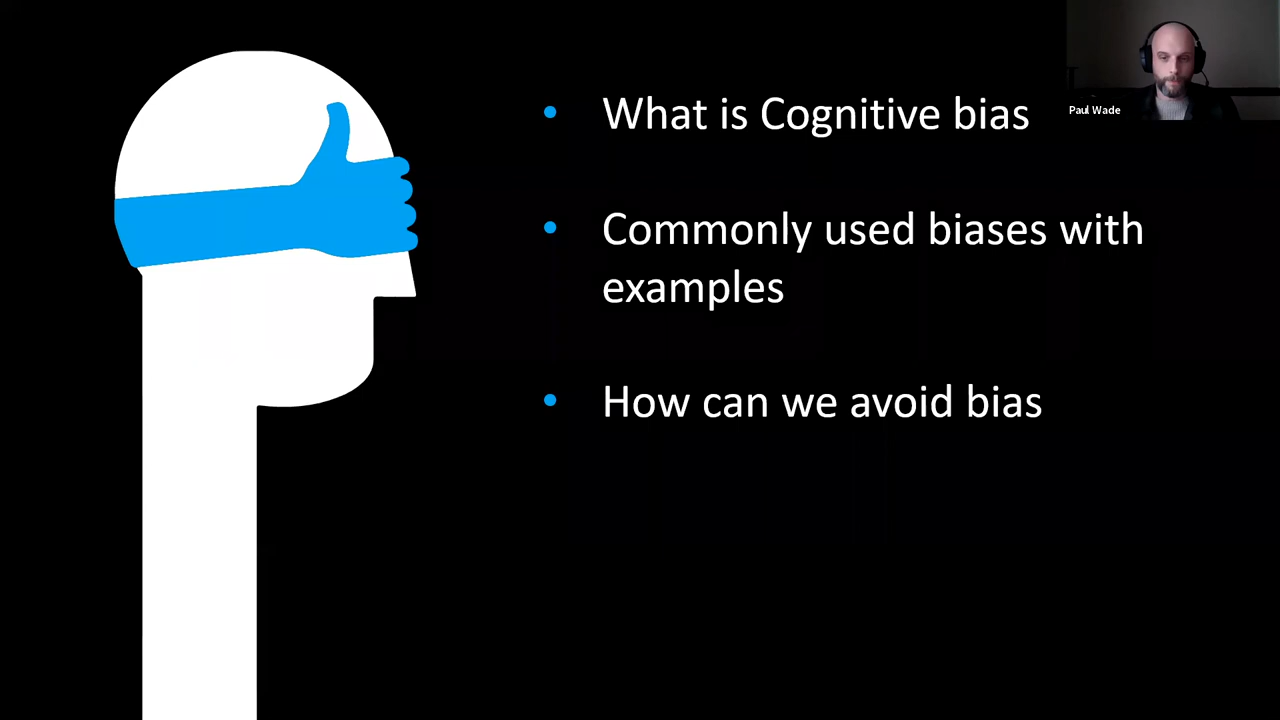 What is Cognitive bias
Paul Wade
Commonly used biases with
examples
How can we avoid bias